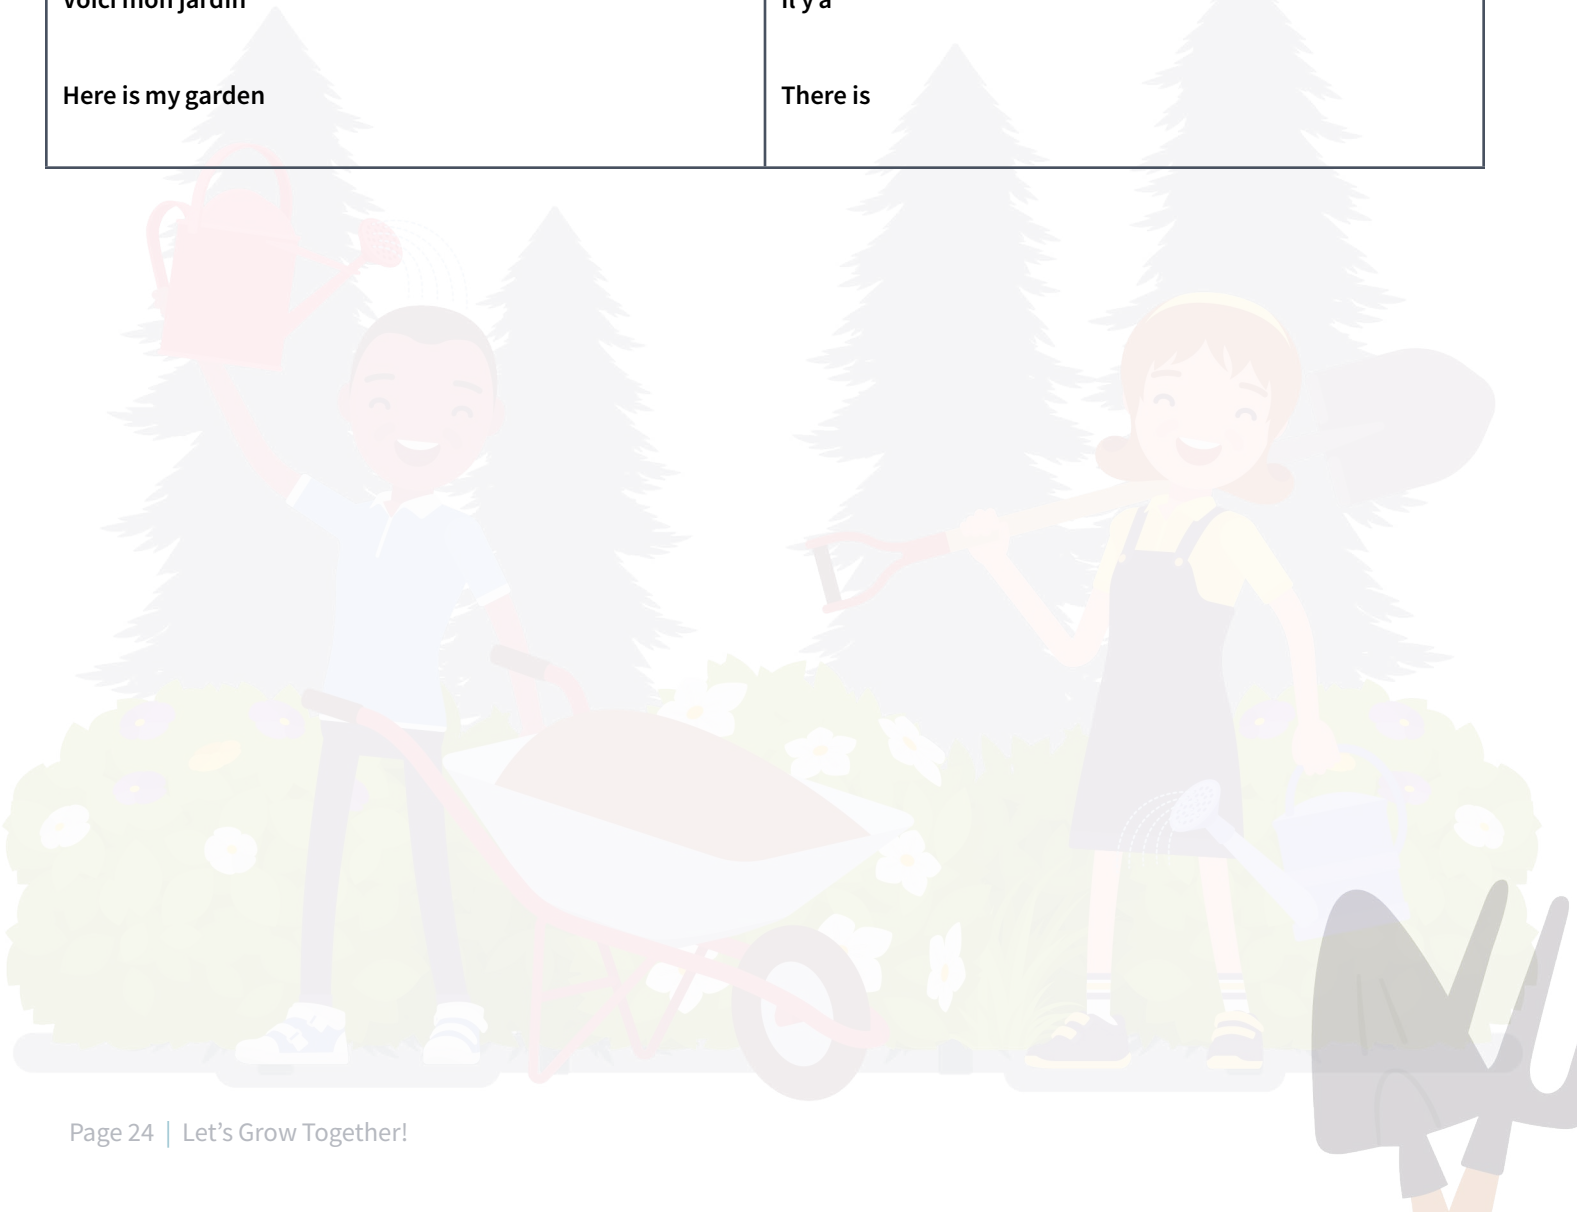 Voici mon jardin
Il y a
Here is my garden
There is
Page 24 | Let's Grow Together!